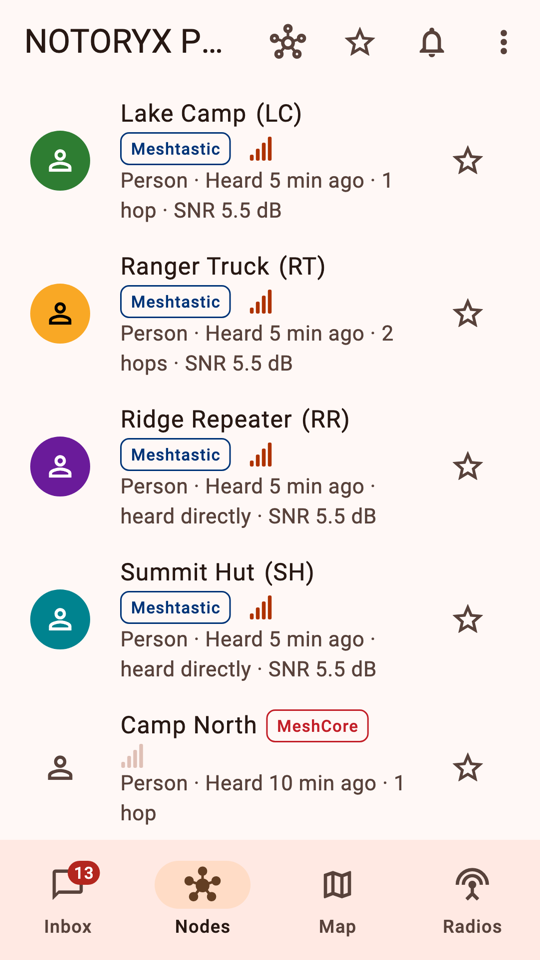 NOTORYX P...
Lake Camp (LC)
Meshtastic
Person · Heard 5 min ago · 1
hop · SNR 5.5 dB
Ranger Truck (RT)
Meshtastic
Person · Heard 5 min ago · 2
hops · SNR 5.5 dB
Ridge Repeater (RR)
Meshtastic
Person · Heard 5 min ago ·
heard directly · SNR 5.5 dB
Summit Hut (SH)
Meshtastic
Person · Heard 5 min ago ·
heard directly · SNR 5.5 dB
Camp North MeshCore
Person · Heard 10 min ago · 1
hop
13
Inbox Nodes Map Radios